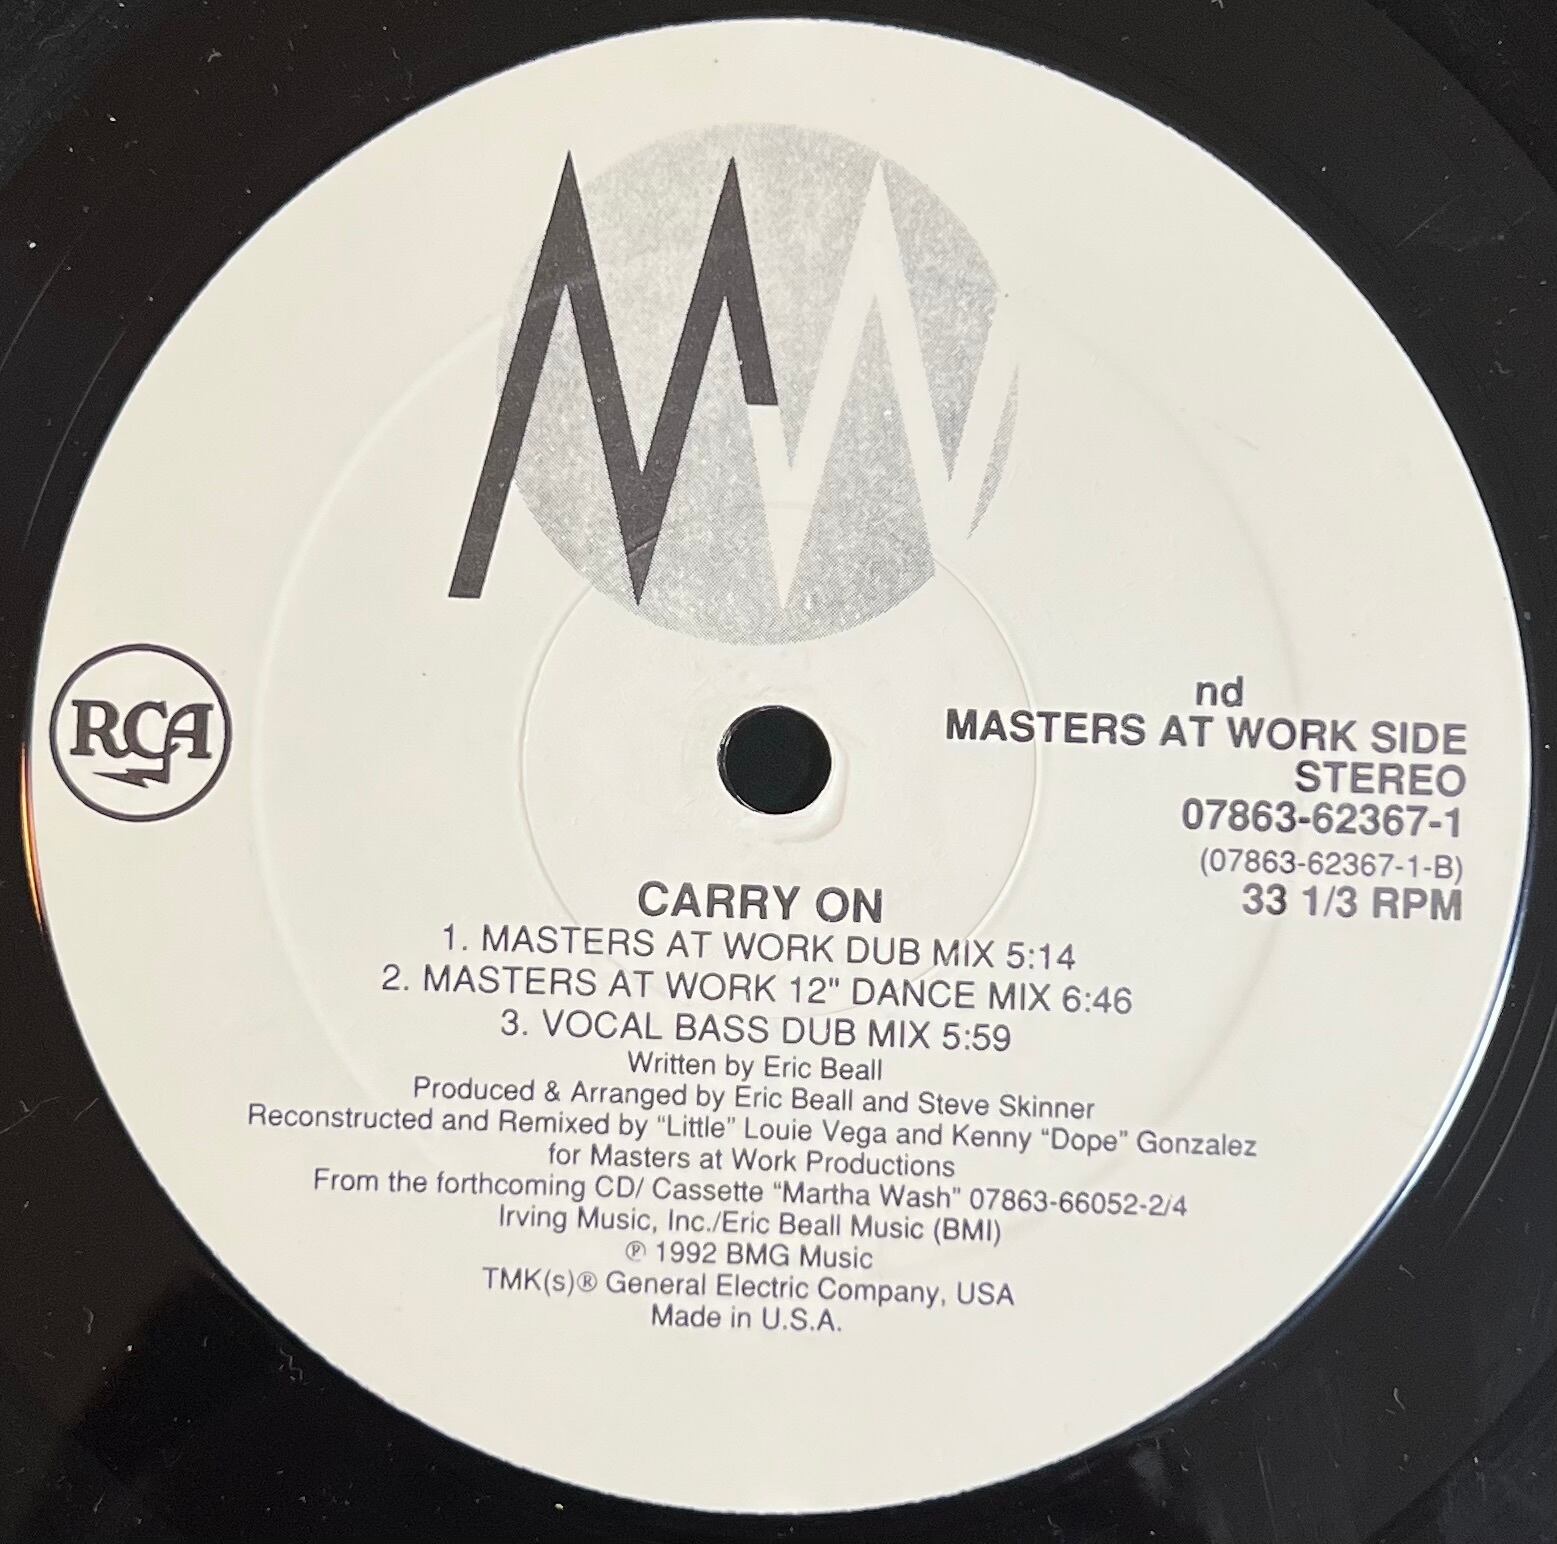 MW
RCA
nd
MASTERS AT WORK SIDE
STEREO
07863-62367-1
(07863-62367-1-B)
33 1/3 RPM
CARRY ON
1. MASTERS AT WORK DUB MIX 5:14
2. MASTERS AT WORK 12" DANCE MIX 6:46
3. VOCAL BASS DUB MIX 5:59
Written by Eric Beall
Produced & Arranged by Eric Beall and Steve Skinner
Reconstructed and Remixed by “Little” Louie Vega and Kenny “Dope” Gonzalez
for Masters at Work Productions
From the forthcoming CD/ Cassette “Martha Wash” 07863-66052-2/4
Irving Music, Inc./Eric Beall Music (BMI)
℗ 1992 BMG Music
TMK(s)® General Electric Company, USA
Made in U.S.A.